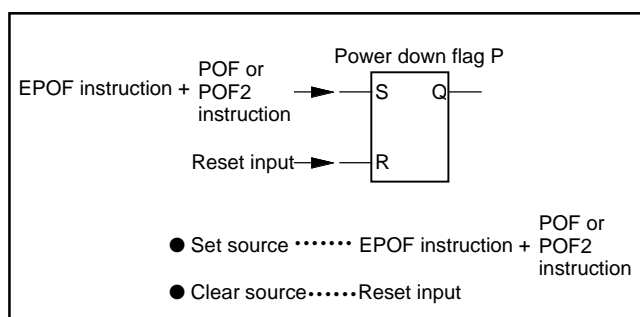 Power down flag P
EPOF instruction + POF or POF2 instruction
S Q
Reset input
R
● Set source ······· EPOF instruction + POF or POF2 instruction
● Clear source ······ Reset input